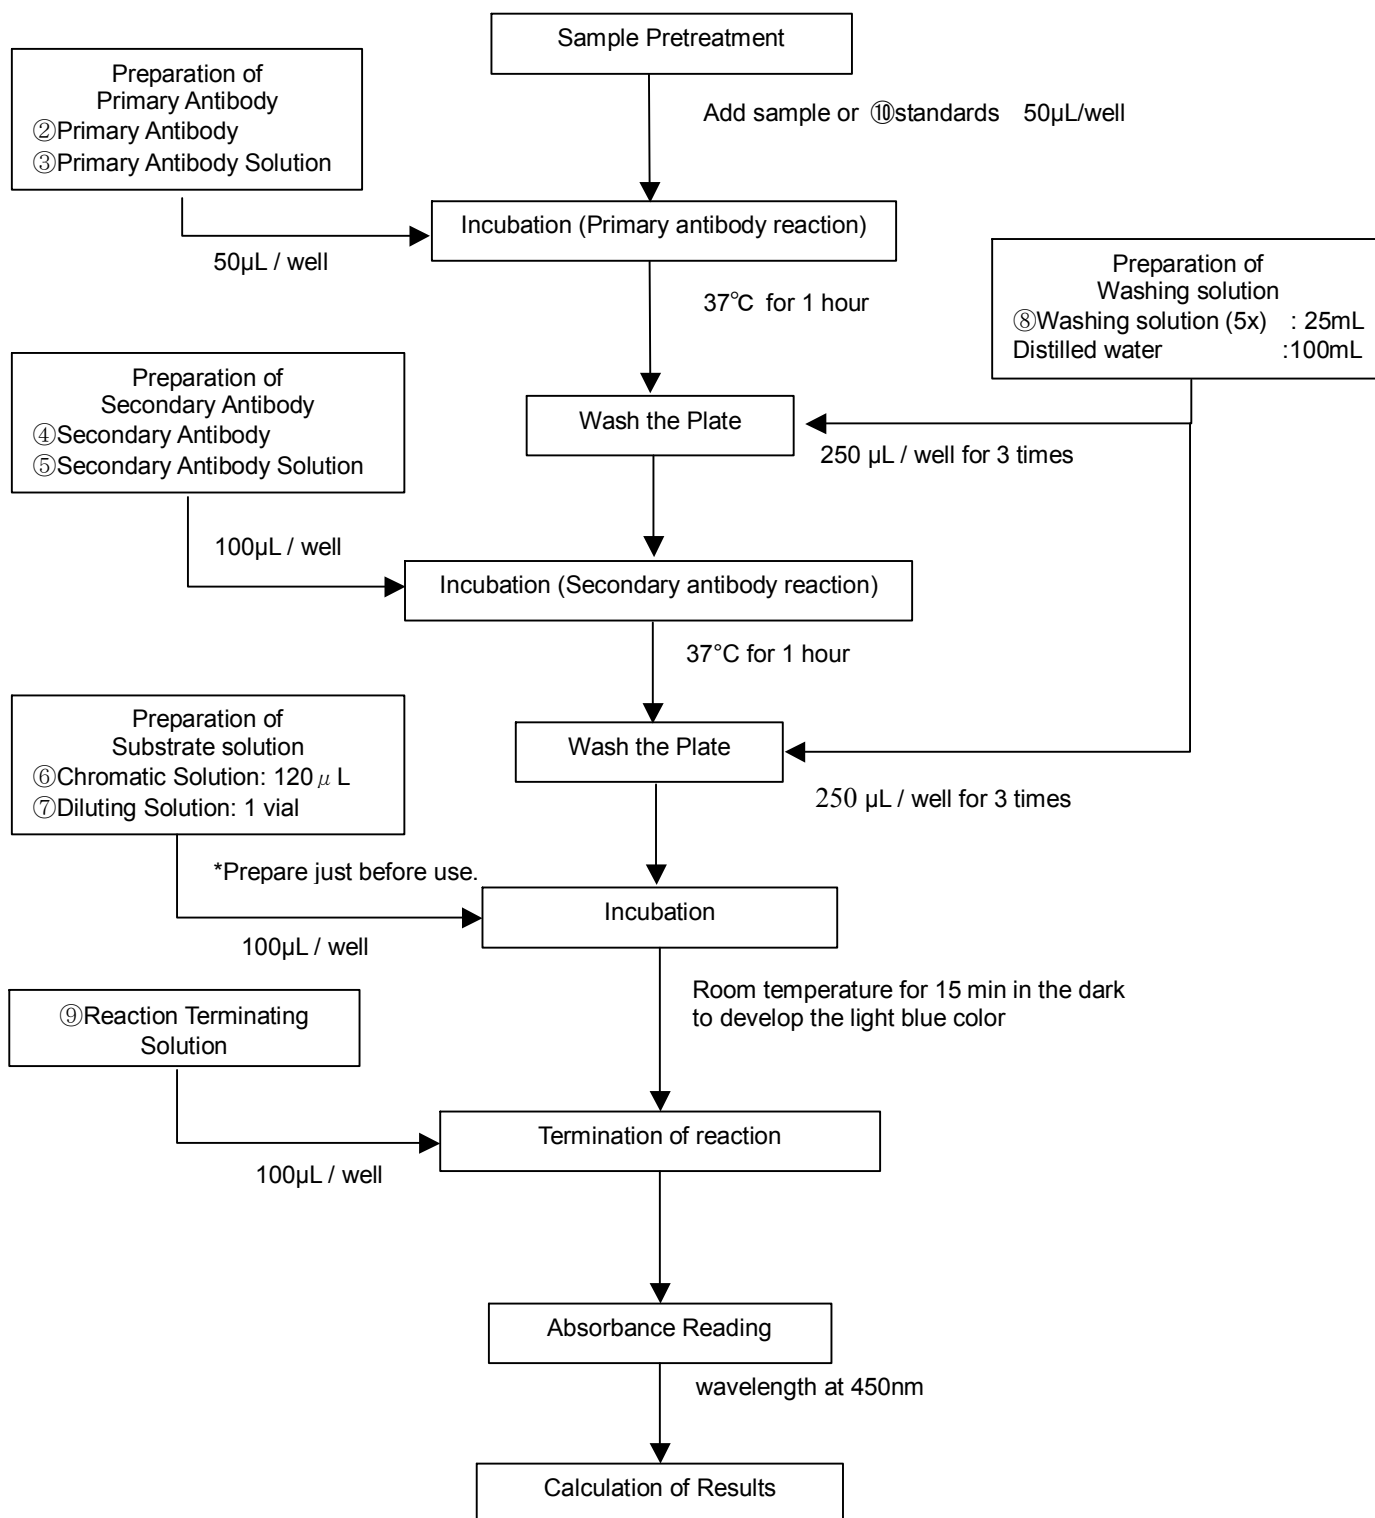 Sample Pretreatment
Preparation of
Primary Antibody
②Primary Antibody
③Primary Antibody Solution
Add sample or ⑩standards 50µL/well
Incubation (Primary antibody reaction)
50µL / well
37℃ for 1 hour
Preparation of
Washing solution
⑧Washing solution (5x) : 25mL
Distilled water :100mL
Preparation of
Secondary Antibody
④Secondary Antibody
⑤Secondary Antibody Solution
Wash the Plate
250 µL / well for 3 times
100µL / well
Incubation (Secondary antibody reaction)
37°C for 1 hour
Preparation of
Substrate solution
⑥Chromatic Solution: 120μL
⑦Diluting Solution: 1 vial
Wash the Plate
250 µL / well for 3 times
*Prepare just before use.
Incubation
100µL / well
Room temperature for 15 min in the dark
to develop the light blue color
⑨Reaction Terminating
Solution
Termination of reaction
100µL / well
Absorbance Reading
wavelength at 450nm
Calculation of Results